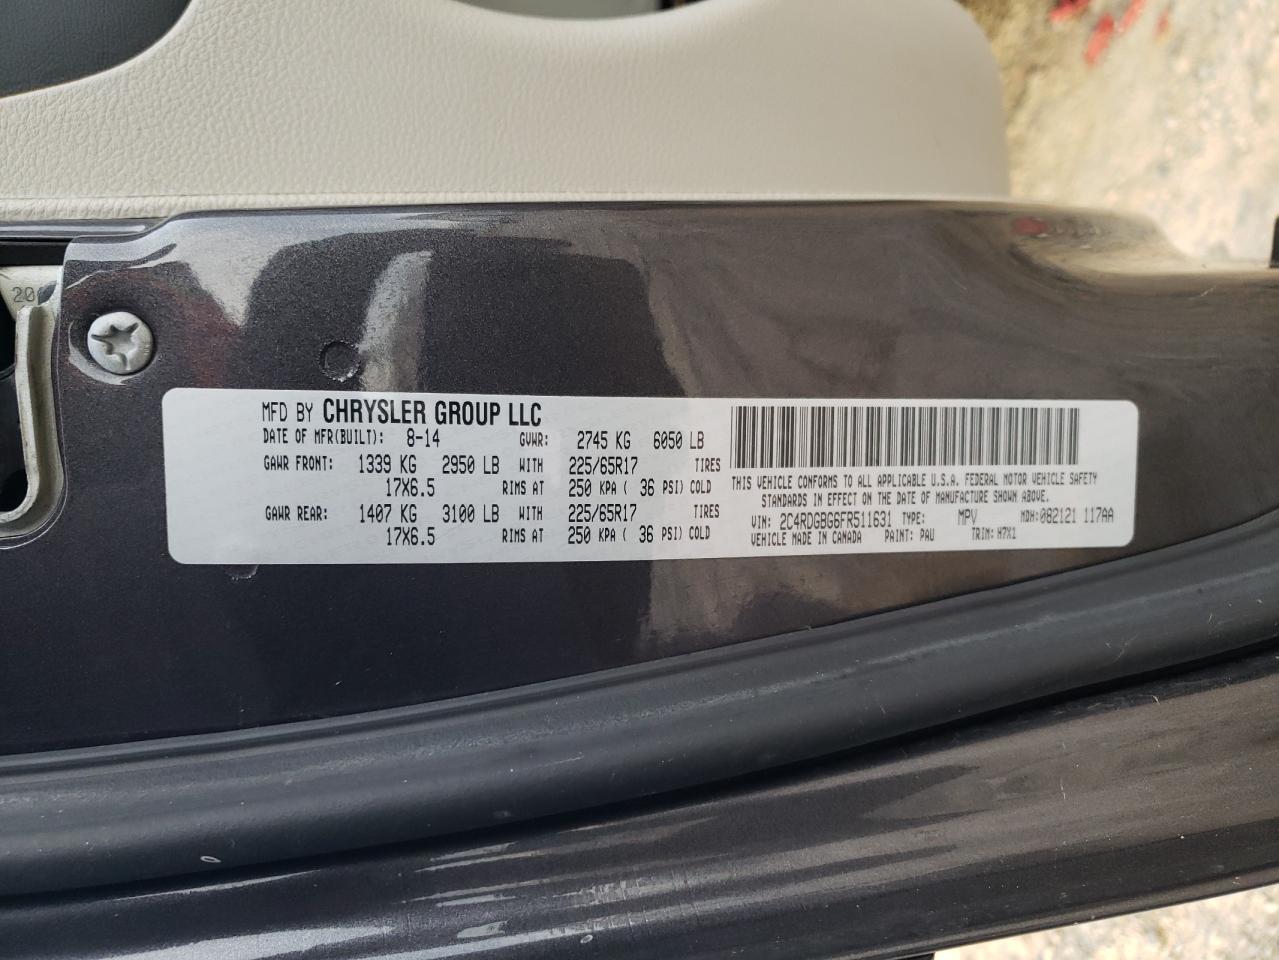 20
MFD BY CHRYSLER GROUP LLC
DATE OF MFR(BUILT): 8-14 GVWR: 2745 KG 6050 LB
GAWR FRONT: 1339 KG 2950 LB WITH 225/65R17 TIRES
17X6.5 RIMS AT 250 KPA ( 36 PSI) COLD
GAWR REAR: 1407 KG 3100 LB WITH 225/65R17 TIRES
17X6.5 RIMS AT 250 KPA ( 36 PSI) COLD
THIS VEHICLE CONFORMS TO ALL APPLICABLE U.S.A. FEDERAL MOTOR VEHICLE SAFETY
STANDARDS IN EFFECT ON THE DATE OF MANUFACTURE SHOWN ABOVE.
VIN: 2C4RDGBG6FR511631 TYPE: MPV MDH: 082121 117AA
VEHICLE MADE IN CANADA PAINT: PAU TRIM: H7X1